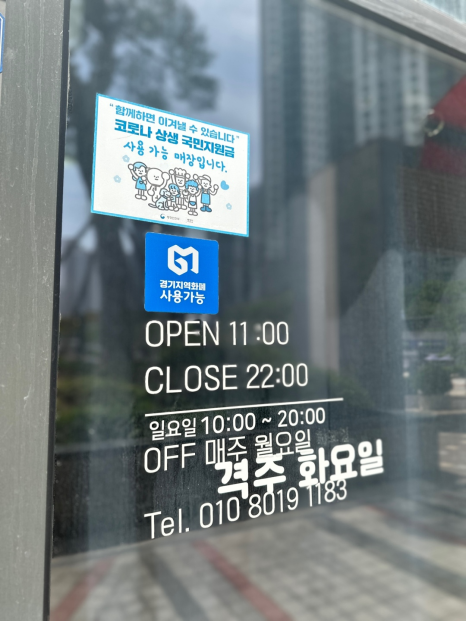 "함께하면 이겨낼 수 있습니다"
코로나 상생 국민지원금
사용가능 매장입니다.
경기지역화폐
사용가능
OPEN 11:00
CLOSE 22:00
일요일 10:00 ~ 20:00
OFF 매주 월요일
격주 화요일
Tel. 010 8019 1183